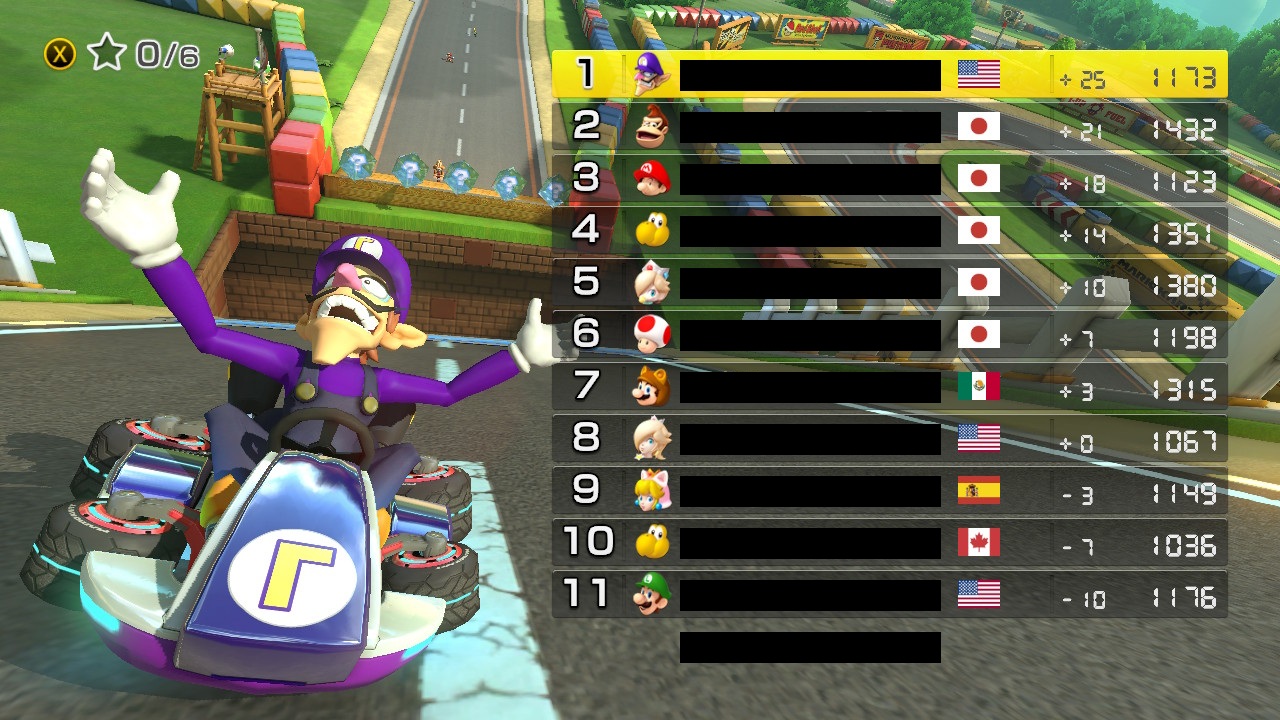 X 0/6
1 + 25 1173
2 + 21 1432
3 + 18 1123
4 + 14 1351
5 + 10 1380
6 + 7 1198
7 + 3 1315
8 + 0 1067
9 - 3 1149
10 - 7 1036
11 - 10 1176